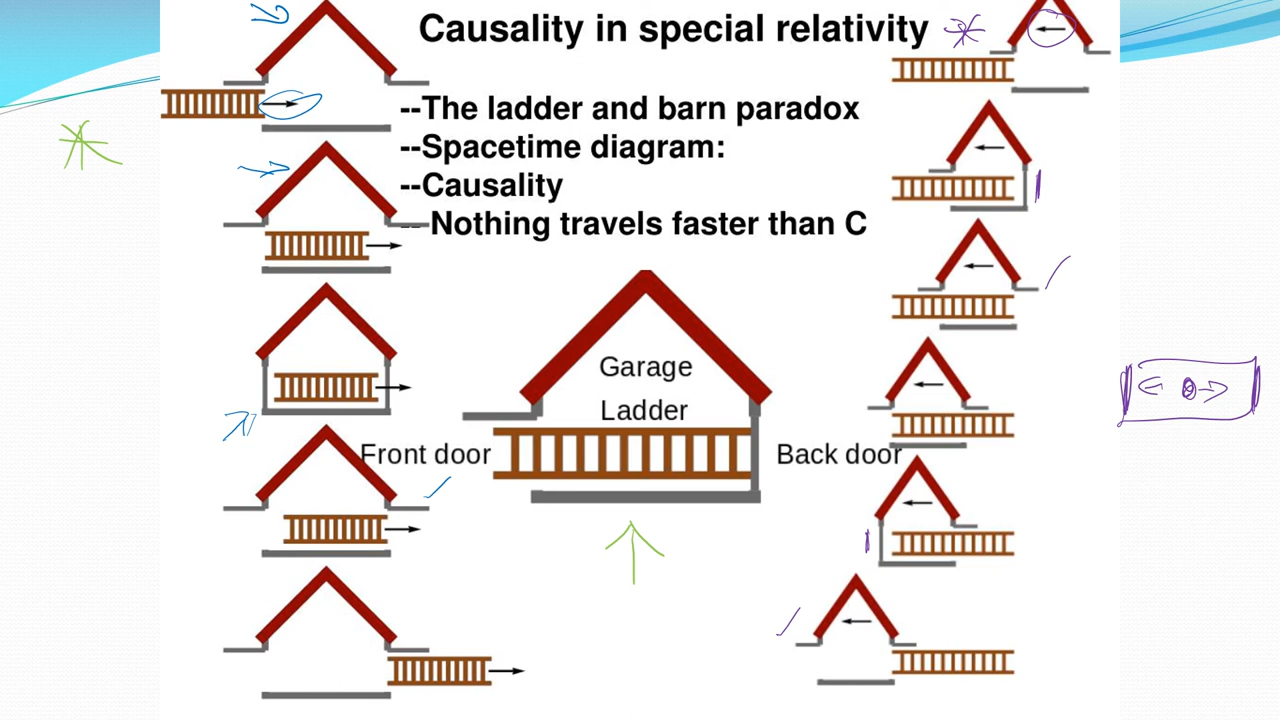 Causality in special relativity
--The ladder and barn paradox
--Spacetime diagram:
--Causality
-- Nothing travels faster than C
Garage
Ladder
Front door
Back door